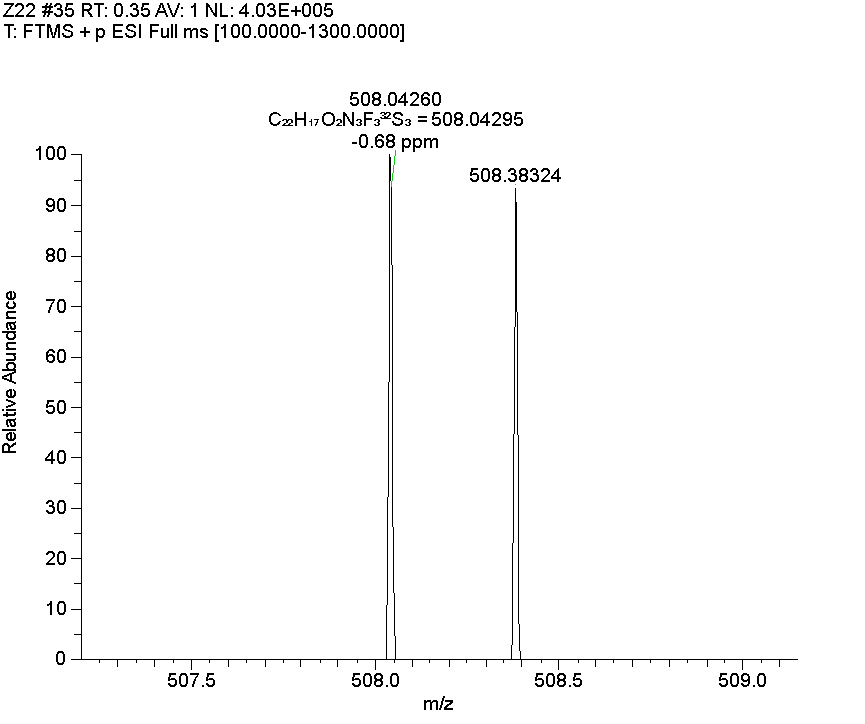 Z22 #35 RT: 0.35 AV: 1 NL: 4.03E+005
T: FTMS + p ESI Full ms [100.0000-1300.0000]
508.04260
C₂₂H₁₇O₂N₃F₃³²S₃ = 508.04295
-0.68 ppm
508.38324
100
90
80
70
60
50
40
30
20
10
0
Relative Abundance
507.5
508.0
508.5
509.0
m/z